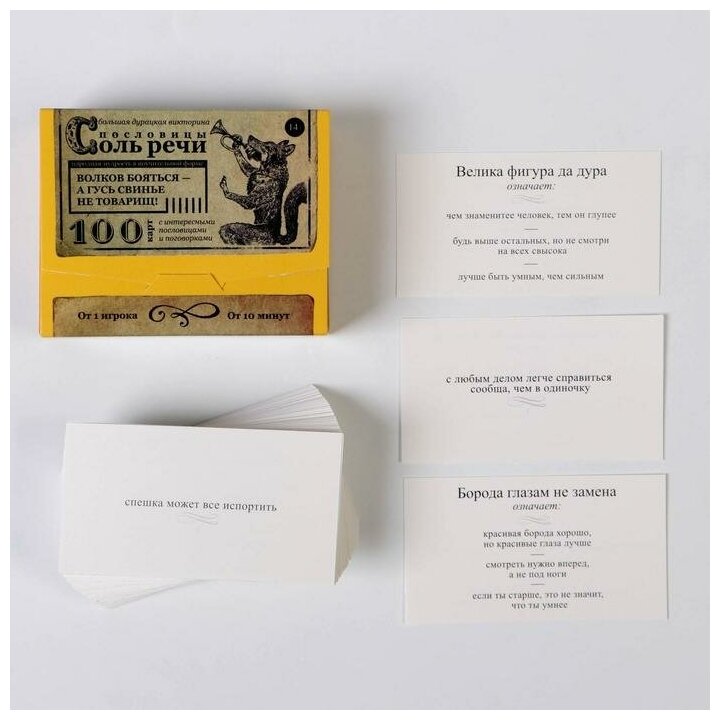 большая дурацкая викторина
пословицы
Соль речи
народная мудрость в поучительной форме
14+
ВОЛКОВ БОЯТЬСЯ —
А ГУСЬ СВИНЬЕ
НЕ ТОВАРИЩ!
100 карт
с интересными
пословицами
и поговорками
От 1 игрока
От 10 минут
Велика фигура да дура
означает:
чем знаменитее человек, тем он глупее
будь выше остальных, но не смотри
на всех свысока
лучше быть умным, чем сильным
с любым делом легче справиться
сообща, чем в одиночку
спешка может все испортить
Борода глазам не замена
означает:
красивая борода хорошо,
но красивые глаза лучше
смотреть нужно вперед,
а не под ноги
если ты старше, это не значит,
что ты умнее